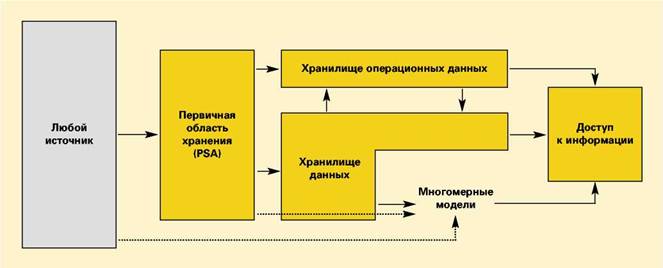 Любой
источник
Первичная
область
хранения
(PSA)
Хранилище операционных данных
Хранилище
данных
Многомерные
модели
Доступ
к информации